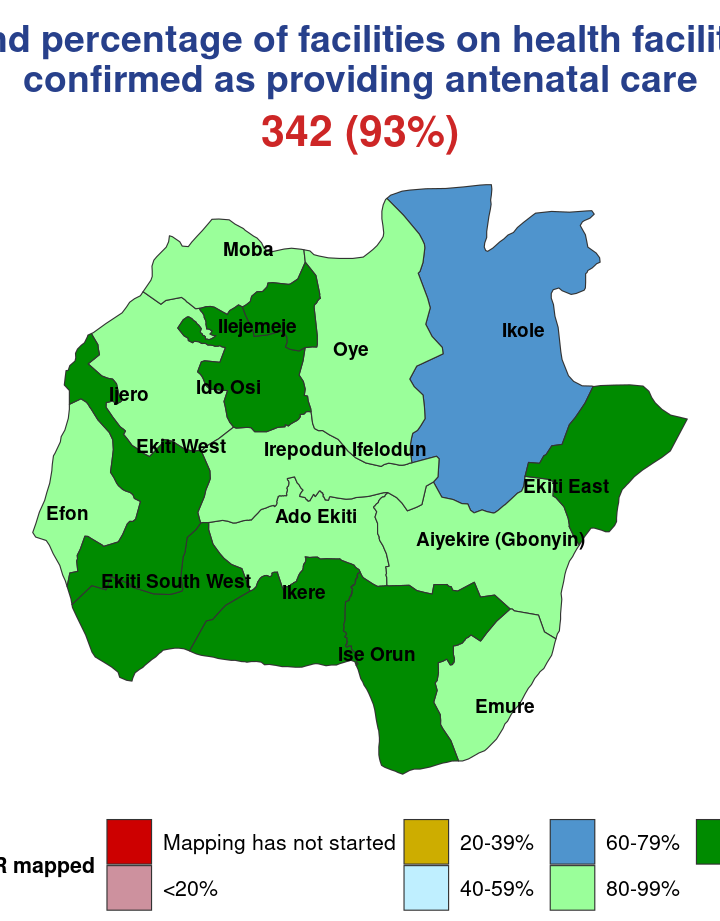 nd percentage of facilities on health facilit
confirmed as providing antenatal care
342 (93%)
Moba
Ilejemeje
Ikole
Oye
Ido Osi
Ijero
Ekiti West
Irepodun Ifelodun
Ekiti East
Efon
Ado Ekiti
Aiyekire (Gbonyin)
Ekiti South West
Ikere
Ise Orun
Emure
R mapped
Mapping has not started
<20%
20-39%
40-59%
60-79%
80-99%